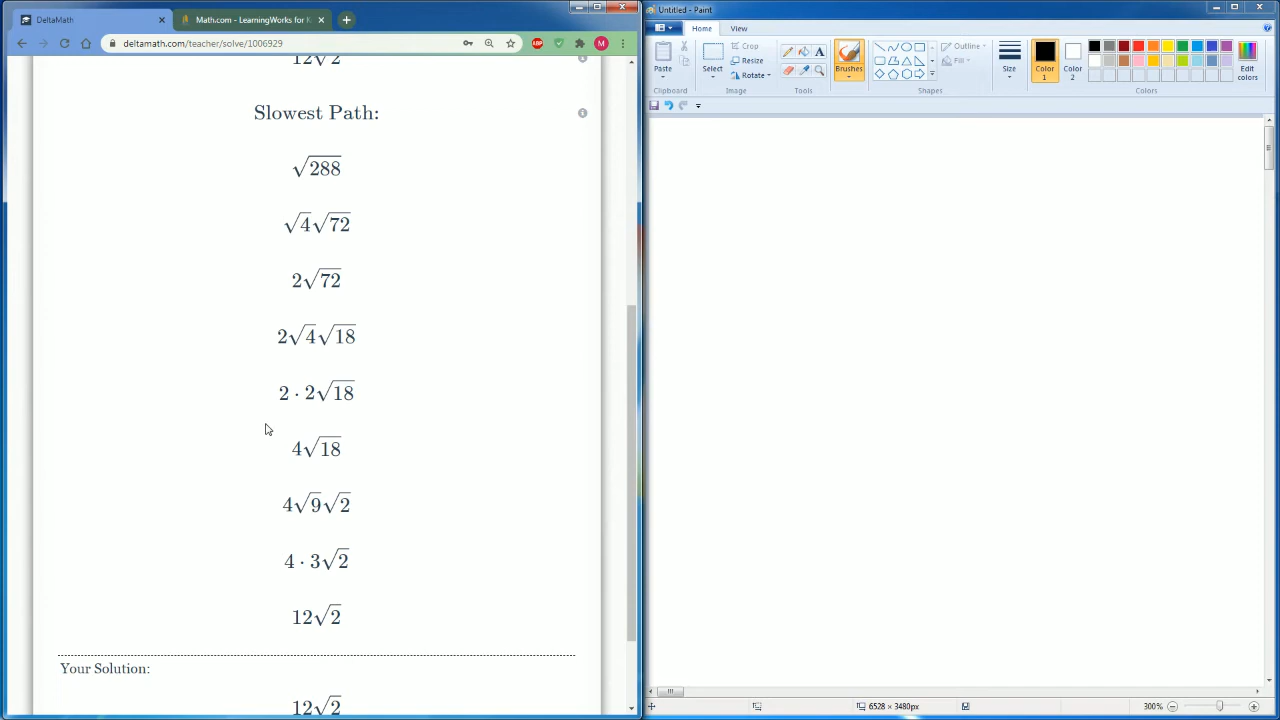 DeltaMath
Math.com - LearningWorks for K
deltamath.com/teacher/solve/1006929
ABP
M
12√2
Slowest Path:
√288
√4√72
2√72
2√4√18
2 · 2√18
4√18
4√9√2
4 · 3√2
12√2
Your Solution:
12√2
Untitled - Paint
Home
View
Paste
Clipboard
Select
Crop
Resize
Rotate
Image
A
Tools
Brushes
Outline
Fill
Shapes
Size
Color 1
Color 2
Edit colors
Colors
6528 × 3480px
300%